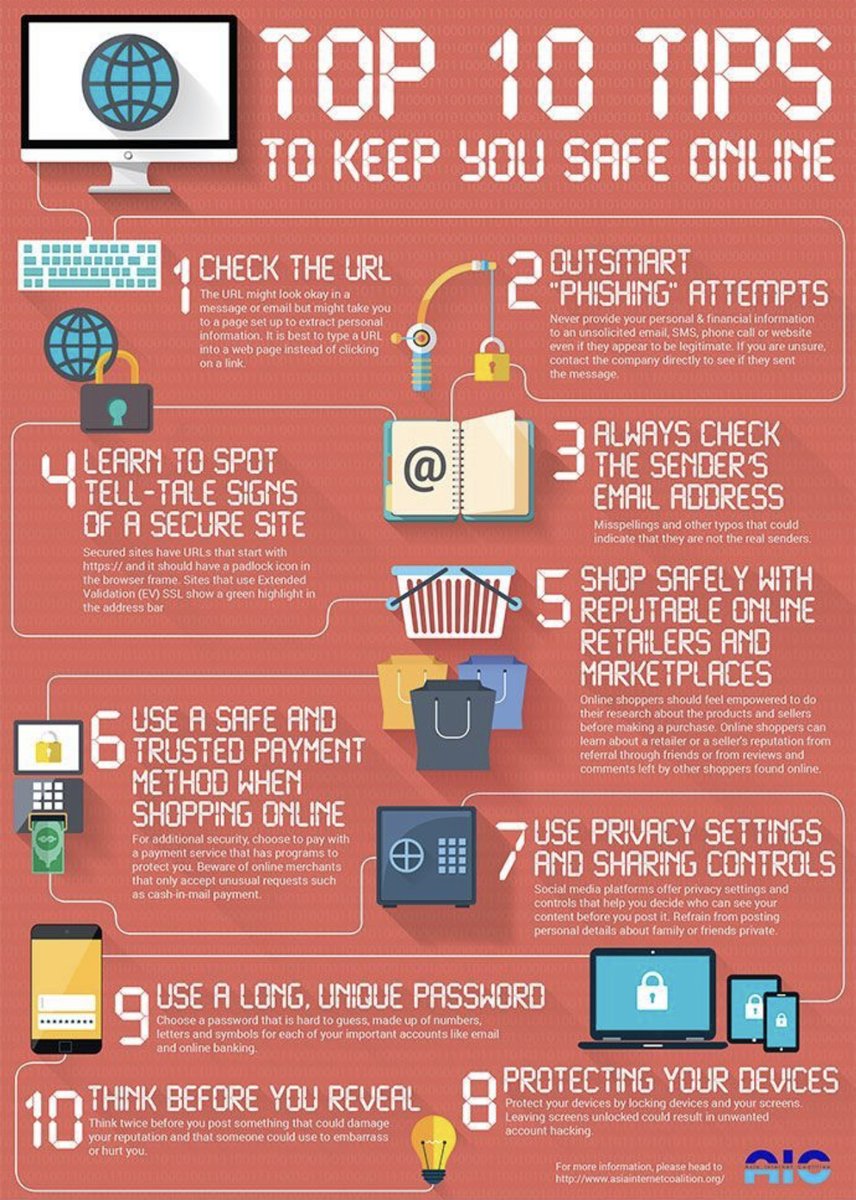 TOP 10 TIPS
TO KEEP YOU SAFE ONLINE
1 CHECK THE URL
The URL might look okay in a
message or email but might take you
to a page set up to extract personal
information. It is best to type a URL
into a web page instead of clicking
on a link.
2 OUTSMART
"PHISHING" ATTEMPTS
Never provide your personal & financial information
to an unsolicited email, SMS, phone call or website
even if they appear to be legitimate. If you are unsure,
contact the company directly to see if they sent
the message.
@
3 ALWAYS CHECK
THE SENDER'S
EMAIL ADDRESS
Misspellings and other typos that could
indicate that they are not the real senders.
4 LEARN TO SPOT
TELL-TALE SIGNS
OF A SECURE SITE
Secured sites have URLs that start with
https:// and it should have a padlock icon in
the browser frame. Sites that use Extended
Validation (EV) SSL show a green highlight in
the address bar
5 SHOP SAFELY WITH
REPUTABLE ONLINE
RETAILERS AND
MARKETPLACES
Online shoppers should feel empowered to do
their research about the products and sellers
before making a purchase. Online shoppers can
learn about a retailer or a seller's reputation from
referral through friends or from reviews and
comments left by other shoppers found online.
6 USE A SAFE AND
TRUSTED PAYMENT
METHOD WHEN
SHOPPING ONLINE
For additional security, choose to pay with
a payment service that has programs to
protect you. Beware of online merchants
that only accept unusual requests such
as cash-in-mail payment.
7 USE PRIVACY SETTINGS
AND SHARING CONTROLS
Social media platforms offer privacy settings and
controls that help you decide who can see your
content before you post it. Refrain from posting
personal details about family or friends private.
9 USE A LONG, UNIQUE PASSWORD
Choose a password that is hard to guess, made up of numbers,
letters and symbols for each of your important accounts like email
and online banking.
8 PROTECTING YOUR DEVICES
Protect your devices by locking devices and your screens.
Leaving screens unlocked could result in unwanted
account hacking.
10 THINK BEFORE YOU REVEAL
Think twice before you post something that could damage
your reputation and that someone could use to embarrass
or hurt you.
For more information, please head to
http://www.asiainternetcoalition.org/
AIC
Asia Internet Coalition